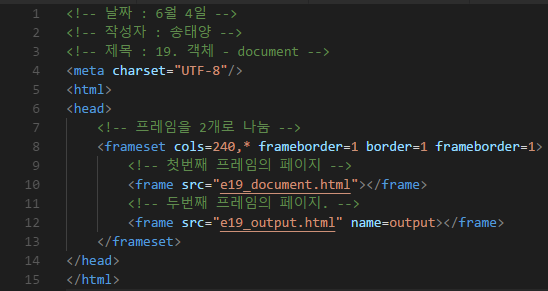 1 <!-- 날짜 : 6월 4일 -->
2 <!-- 작성자 : 송태양 -->
3 <!-- 제목 : 19. 객체 - document -->
4 <meta charset="UTF-8"/>
5 <html>
6 <head>
7 <!-- 프레임을 2개로 나눔 -->
8 <frameset cols=240,* frameborder=1 border=1 frameborder=1>
9 <!-- 첫번째 프레임의 페이지 -->
10 <frame src="e19_document.html"></frame>
11 <!-- 두번째 프레임의 페이지. -->
12 <frame src="e19_output.html" name=output></frame>
13 </frameset>
14 </head>
15 </html>